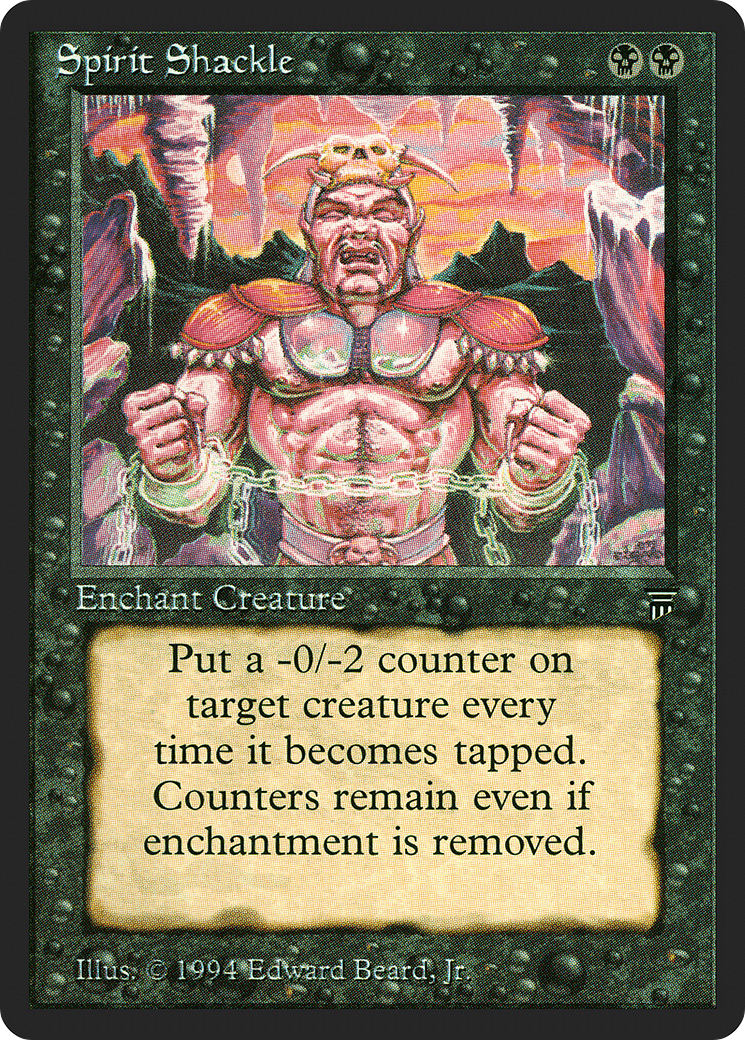 Spirit Shackle
Enchant Creature
Put a -0/-2 counter on
target creature every
time it becomes tapped.
Counters remain even if
enchantment is removed.
Illus. © 1994 Edward Beard, Jr.